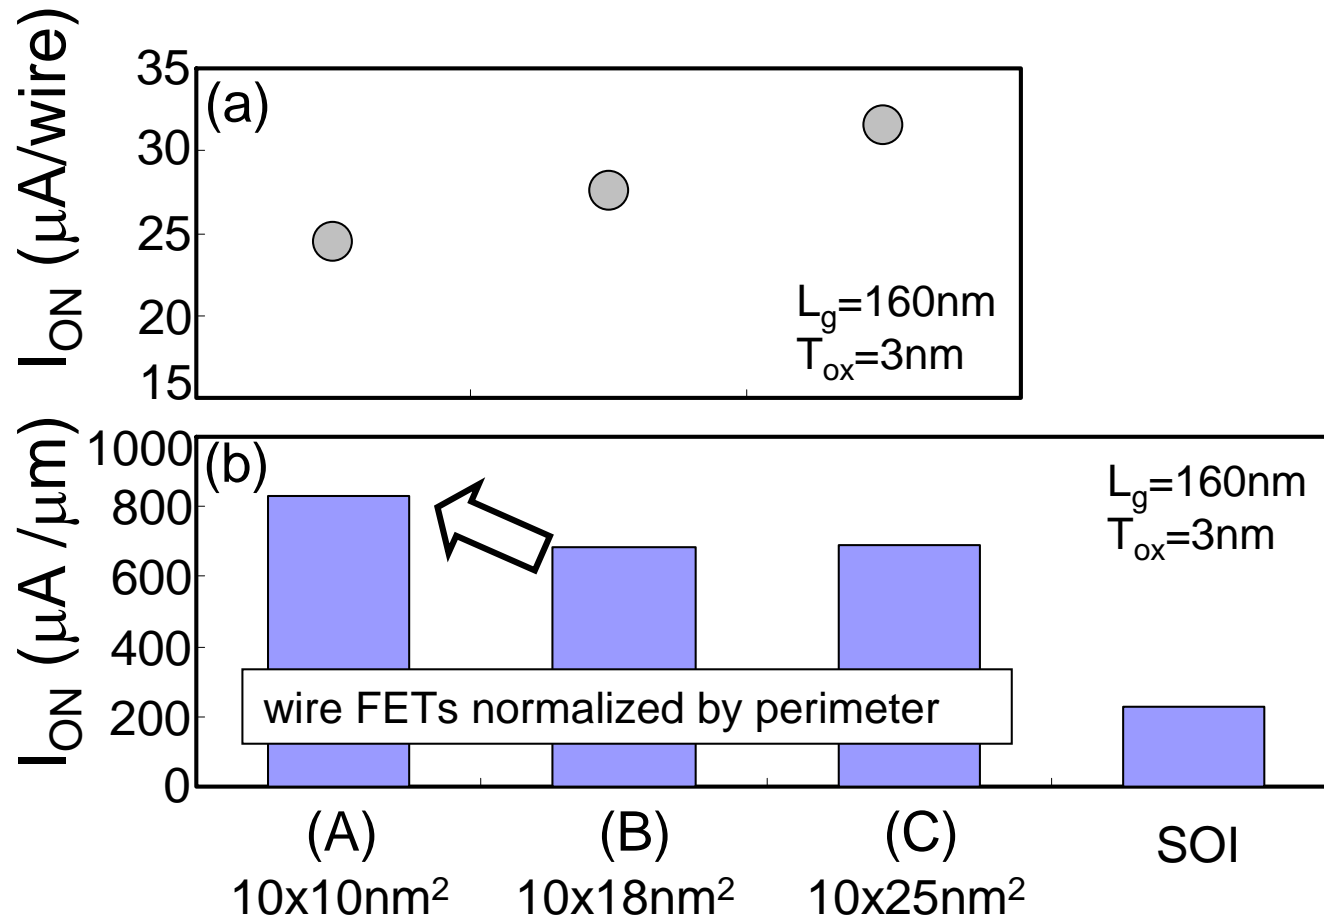 I_ON (μA/wire)
35
30
25
20
15
(a)
L_g=160nm
T_ox=3nm
I_ON (μA /μm)
1000
800
600
400
200
0
(b)
L_g=160nm
T_ox=3nm
wire FETs normalized by perimeter
(A) (B) (C) SOI
10x10nm² 10x18nm² 10x25nm²